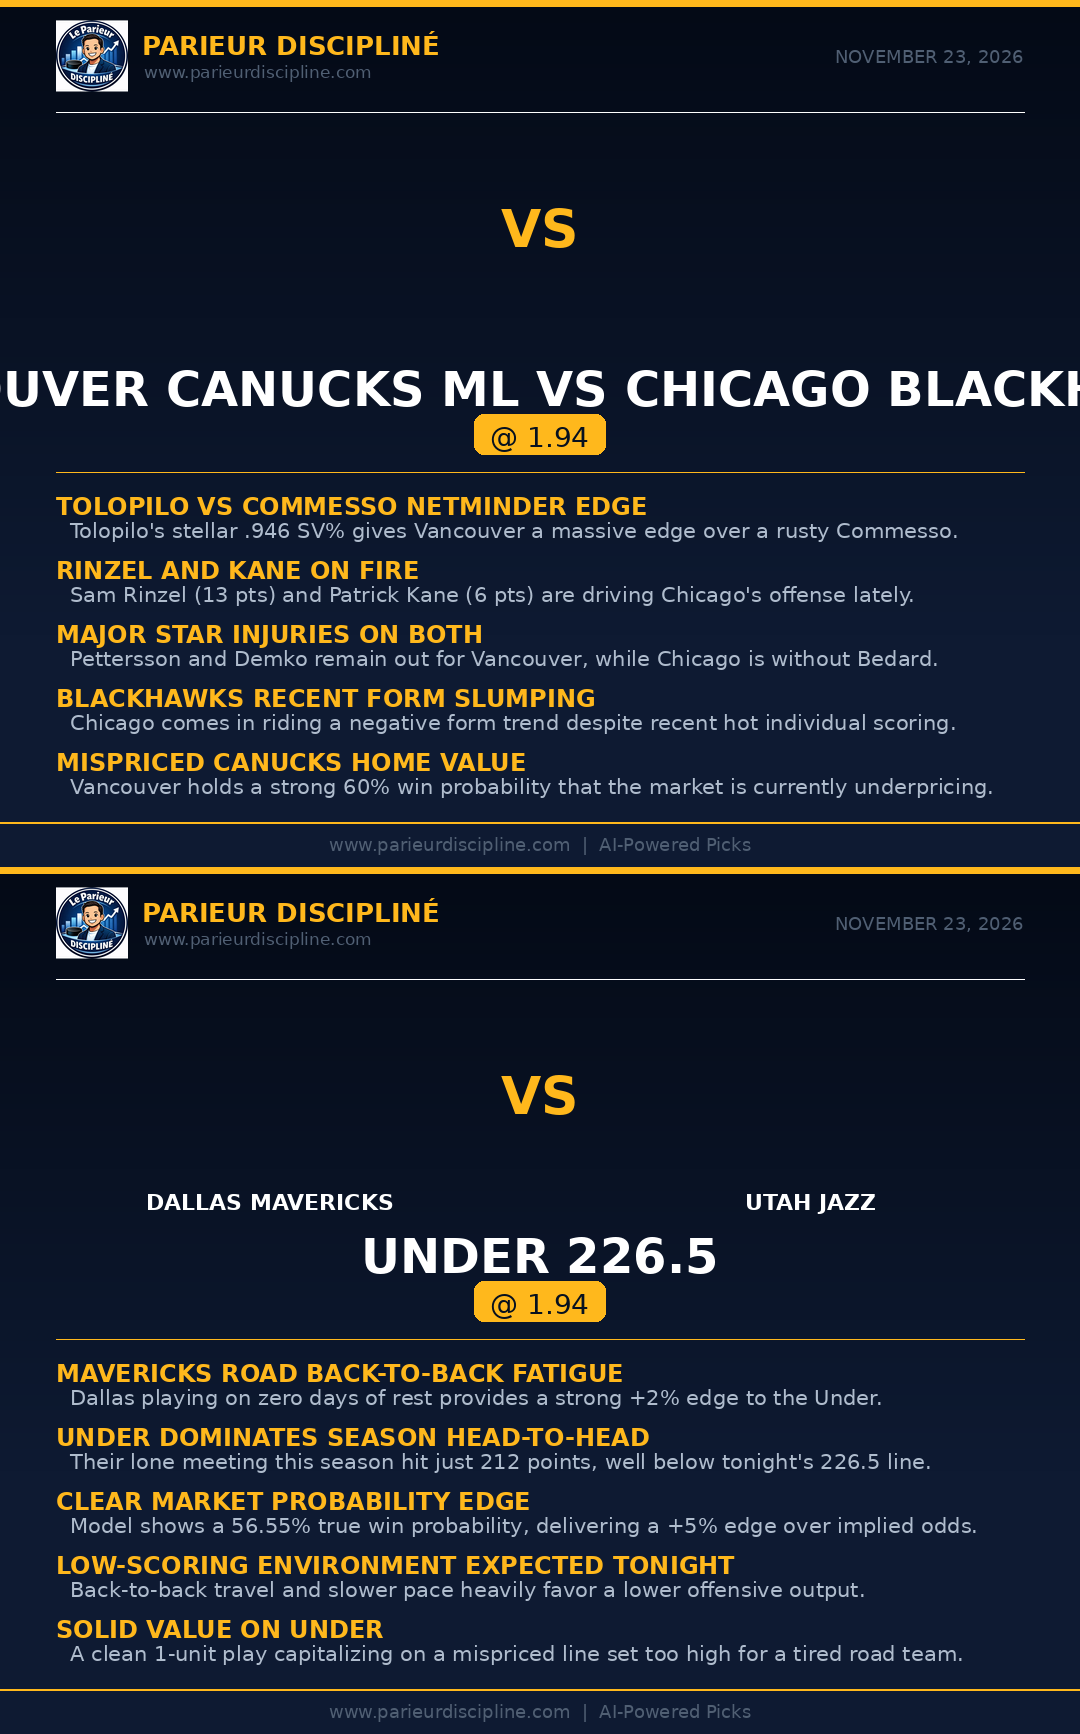 Le Parieur
DISCIPLINÉ
PARIEUR DISCIPLINÉ
www.parieurdiscipline.com
NOVEMBER 23, 2026
VS
OUVER CANUCKS ML VS CHICAGO BLACKH
@ 1.94
TOLOPILO VS COMMESSO NETMINDER EDGE
Tolopilo's stellar .946 SV% gives Vancouver a massive edge over a rusty Commesso.
RINZEL AND KANE ON FIRE
Sam Rinzel (13 pts) and Patrick Kane (6 pts) are driving Chicago's offense lately.
MAJOR STAR INJURIES ON BOTH
Pettersson and Demko remain out for Vancouver, while Chicago is without Bedard.
BLACKHAWKS RECENT FORM SLUMPING
Chicago comes in riding a negative form trend despite recent hot individual scoring.
MISPRICED CANUCKS HOME VALUE
Vancouver holds a strong 60% win probability that the market is currently underpricing.
www.parieurdiscipline.com | AI-Powered Picks
Le Parieur
DISCIPLINÉ
PARIEUR DISCIPLINÉ
www.parieurdiscipline.com
NOVEMBER 23, 2026
VS
DALLAS MAVERICKS
UTAH JAZZ
UNDER 226.5
@ 1.94
MAVERICKS ROAD BACK-TO-BACK FATIGUE
Dallas playing on zero days of rest provides a strong +2% edge to the Under.
UNDER DOMINATES SEASON HEAD-TO-HEAD
Their lone meeting this season hit just 212 points, well below tonight's 226.5 line.
CLEAR MARKET PROBABILITY EDGE
Model shows a 56.55% true win probability, delivering a +5% edge over implied odds.
LOW-SCORING ENVIRONMENT EXPECTED TONIGHT
Back-to-back travel and slower pace heavily favor a lower offensive output.
SOLID VALUE ON UNDER
A clean 1-unit play capitalizing on a mispriced line set too high for a tired road team.
www.parieurdiscipline.com | AI-Powered Picks